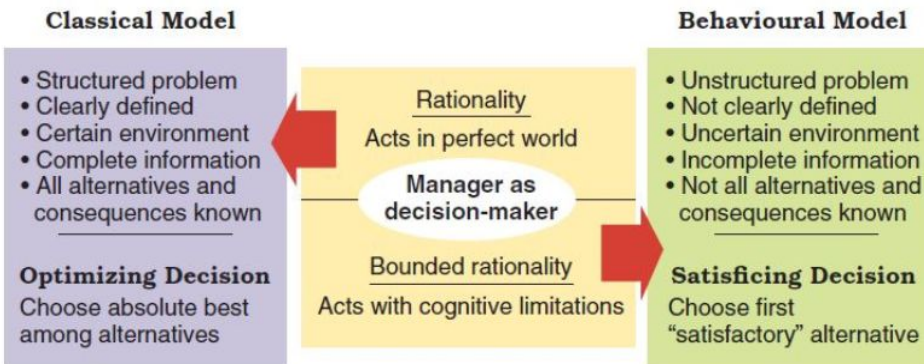 Classical Model
• Structured problem
• Clearly defined
• Certain environment
• Complete information
• All alternatives and
consequences known
Optimizing Decision
Choose absolute best
among alternatives
Rationality
Acts in perfect world
Manager as
decision-maker
Bounded rationality
Acts with cognitive limitations
Behavioural Model
• Unstructured problem
• Not clearly defined
• Uncertain environment
• Incomplete information
• Not all alternatives and
consequences known
Satisficing Decision
Choose first
“satisfactory” alternative